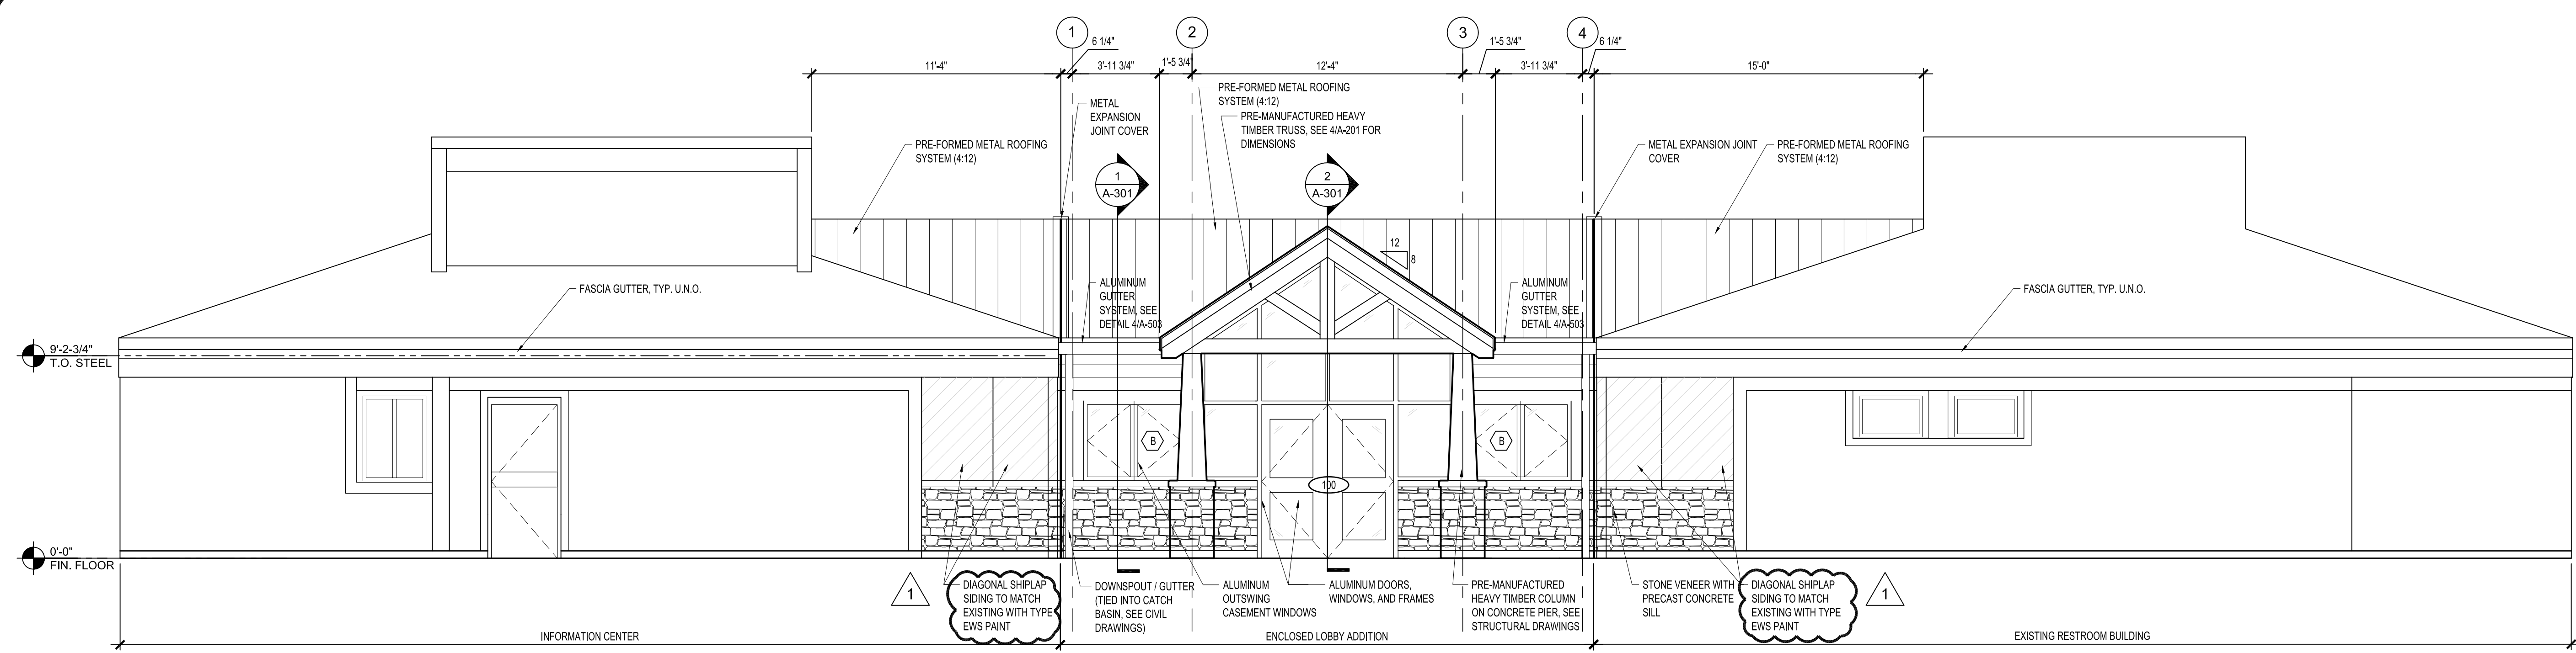 1
2
3
4
6 1/4"
1'-5 3/4"
6 1/4"
11'-4"
3'-11 3/4"
1'-5 3/4"
12'-4"
3'-11 3/4"
15'-0"
PRE-FORMED METAL ROOFING
SYSTEM (4:12)
METAL
EXPANSION
JOINT COVER
PRE-FORMED METAL ROOFING
SYSTEM (4:12)
PRE-MANUFACTURED HEAVY
TIMBER TRUSS, SEE 4/A-201 FOR
DIMENSIONS
METAL EXPANSION JOINT
COVER
PRE-FORMED METAL ROOFING
SYSTEM (4:12)
1
A-301
2
A-301
12
8
FASCIA GUTTER, TYP. U.N.O.
ALUMINUM
GUTTER
SYSTEM, SEE
DETAIL 4/A-503
ALUMINUM
GUTTER
SYSTEM, SEE
DETAIL 4/A-503
FASCIA GUTTER, TYP. U.N.O.
9'-2-3/4"
T.O. STEEL
B
B
100
0'-0"
FIN. FLOOR
1
DIAGONAL SHIPLAP
SIDING TO MATCH
EXISTING WITH TYPE
EWS PAINT
DOWNSPOUT / GUTTER
(TIED INTO CATCH
BASIN, SEE CIVIL
DRAWINGS)
ALUMINUM
OUTSWING
CASEMENT WINDOWS
ALUMINUM DOORS,
WINDOWS, AND FRAMES
PRE-MANUFACTURED
HEAVY TIMBER COLUMN
ON CONCRETE PIER, SEE
STRUCTURAL DRAWINGS
STONE VENEER WITH
PRECAST CONCRETE
SILL
DIAGONAL SHIPLAP
SIDING TO MATCH
EXISTING WITH TYPE
EWS PAINT
1
INFORMATION CENTER
ENCLOSED LOBBY ADDITION
EXISTING RESTROOM BUILDING